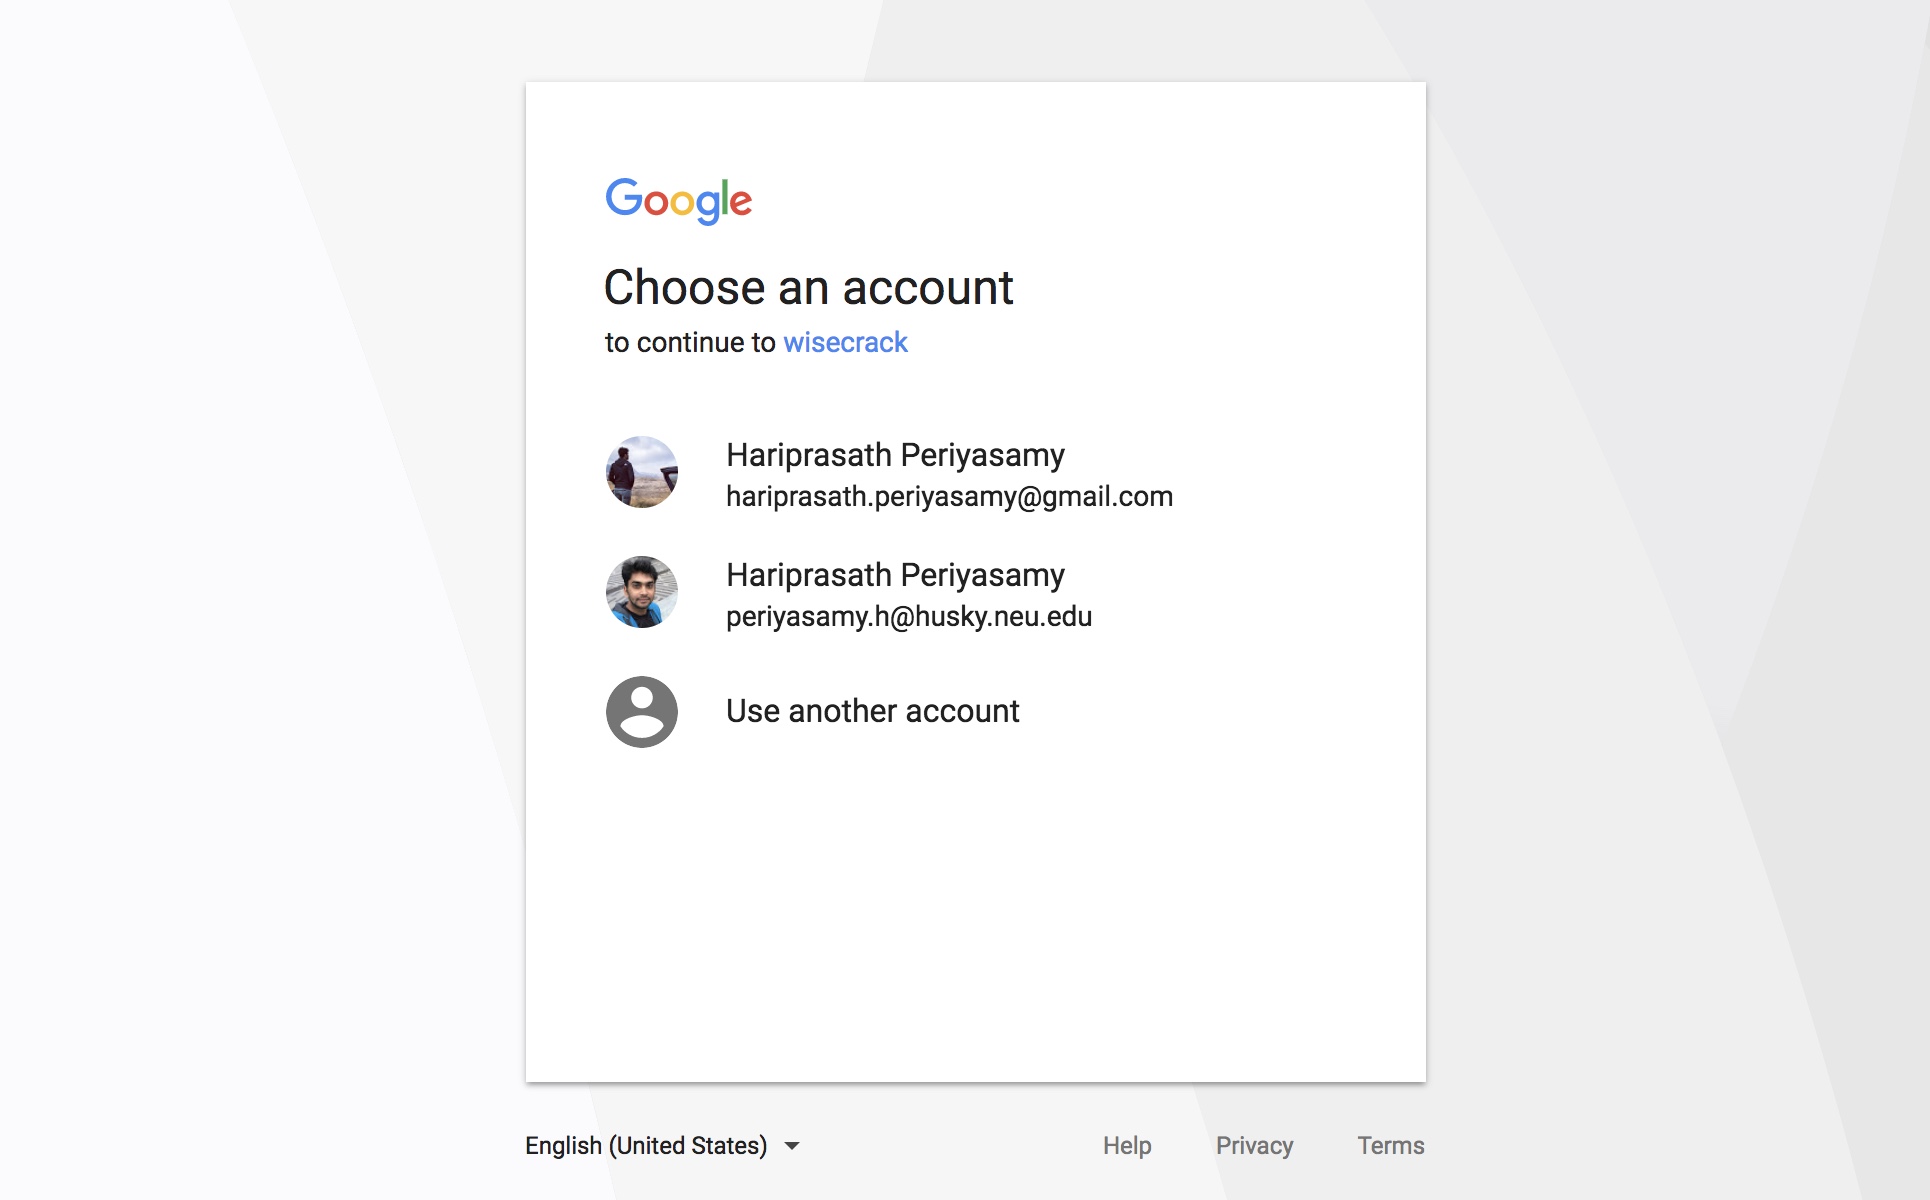 Google
Choose an account
to continue to wisecrack
Hariprasath Periyasamy
hariprasath.periyasamy@gmail.com
Hariprasath Periyasamy
periyasamy.h@husky.neu.edu
Use another account
English (United States)
Help Privacy Terms